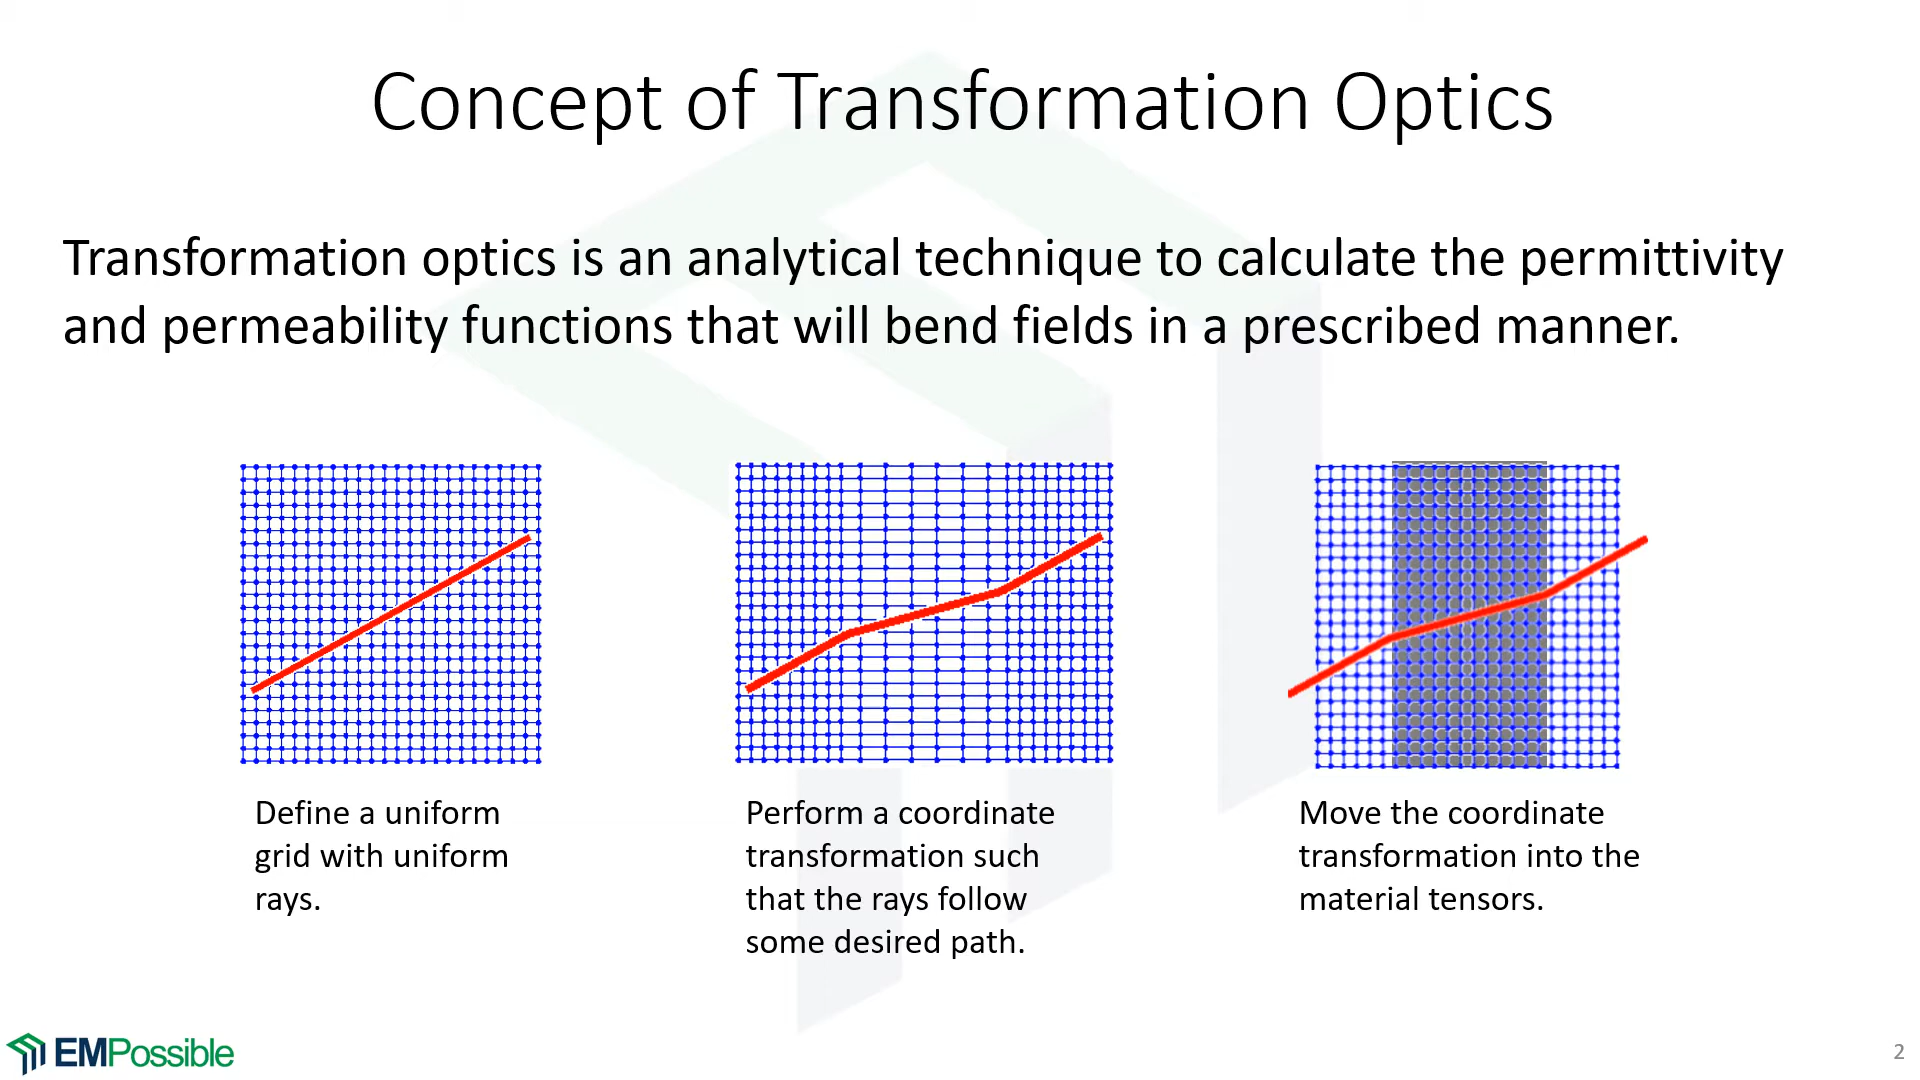 Concept of Transformation Optics
Transformation optics is an analytical technique to calculate the permittivity
and permeability functions that will bend fields in a prescribed manner.
Define a uniform
grid with uniform
rays.
Perform a coordinate
transformation such
that the rays follow
some desired path.
Move the coordinate
transformation into the
material tensors.
EMPossible
2